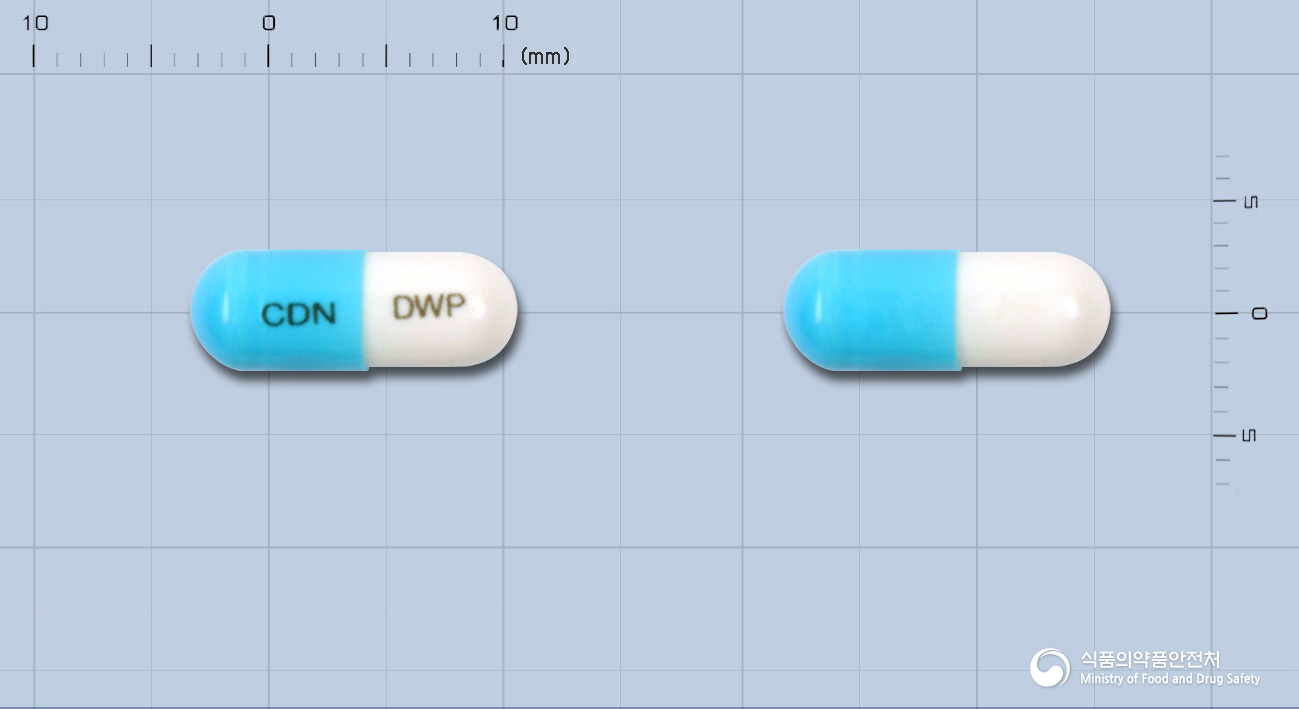 10 0 10
(mm)
5
CDN DWP
0
5
식품의약품안전처
Ministry of Food and Drug Safety